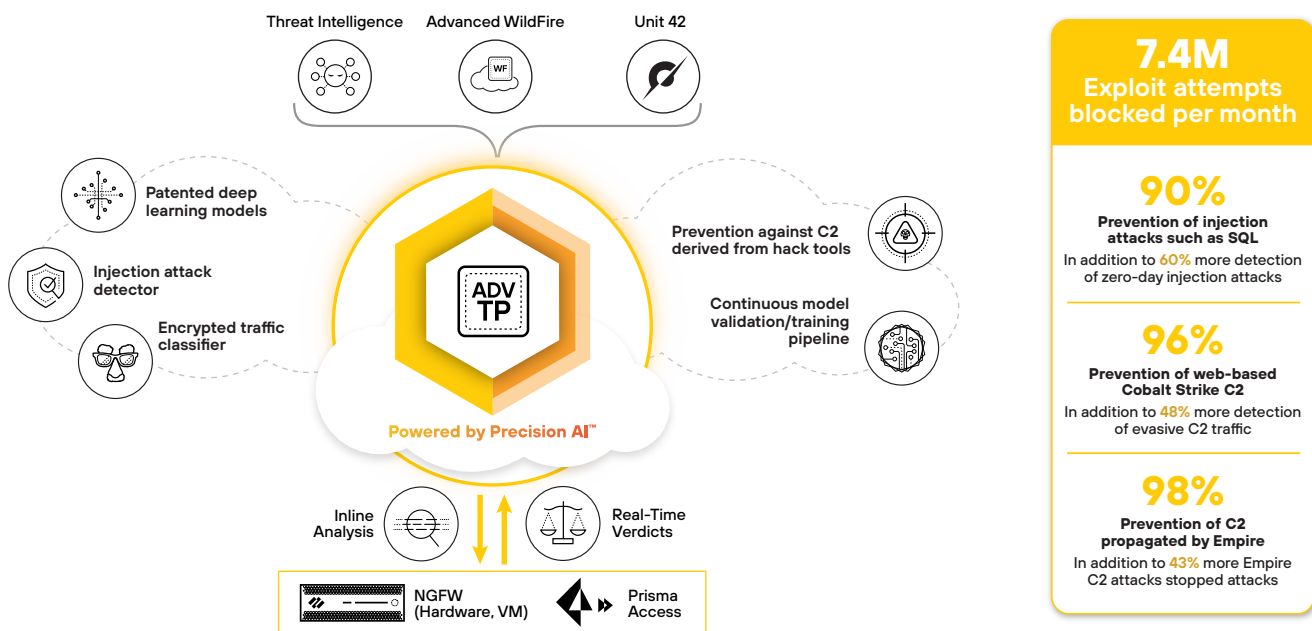 Threat Intelligence
Advanced WildFire
Unit 42
WF
Patented deep
learning models
Injection attack
detector
Encrypted traffic
classifier
Prevention against C2
derived from hack tools
Continuous model
validation/training
pipeline
ADV
TP
Powered by Precision AI™
Inline
Analysis
Real-Time
Verdicts
NGFW
(Hardware, VM)
Prisma
Access
7.4M
Exploit attempts
blocked per month
90%
Prevention of injection
attacks such as SQL
In addition to 60% more detection
of zero-day injection attacks
96%
Prevention of web-based
Cobalt Strike C2
In addition to 48% more detection
of evasive C2 traffic
98%
Prevention of C2
propagated by Empire
In addition to 43% more Empire
C2 attacks stopped attacks